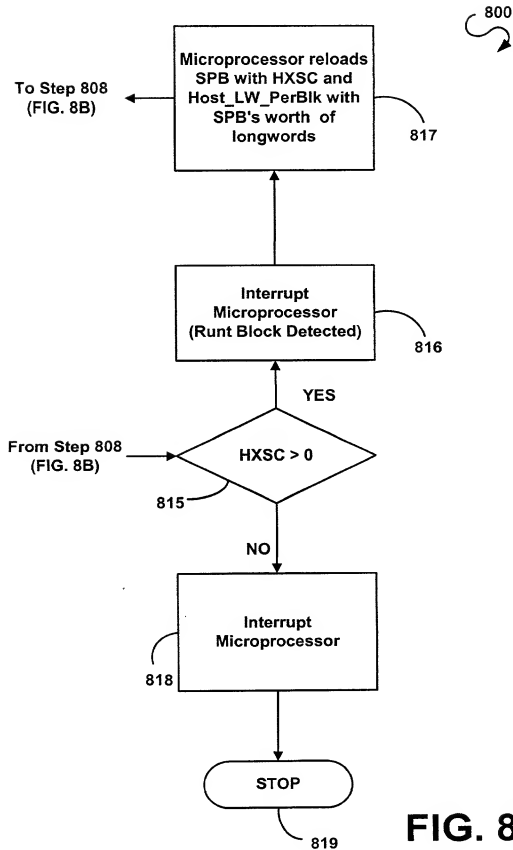 800
Microprocessor reloads
SPB with HXSC and
Host_LW_PerBlk with
SPB's worth of
longwords
To Step 808
(FIG. 8B)
817
Interrupt
Microprocessor
(Runt Block Detected)
816
YES
From Step 808
(FIG. 8B)
HXSC > 0
815
NO
Interrupt
Microprocessor
818
STOP
819
FIG. 8